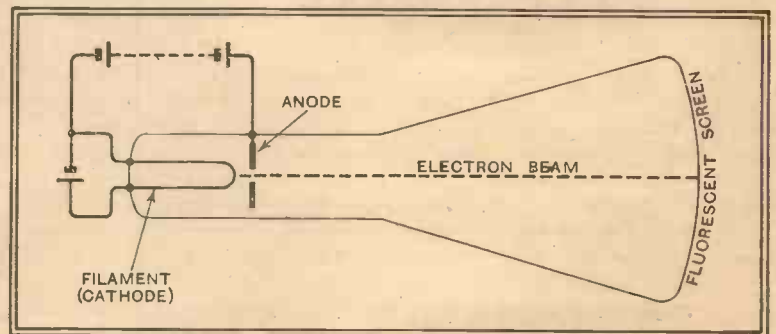 ANODE
ELECTRON BEAM
FLUORESCENT SCREEN
FILAMENT
(CATHODE)